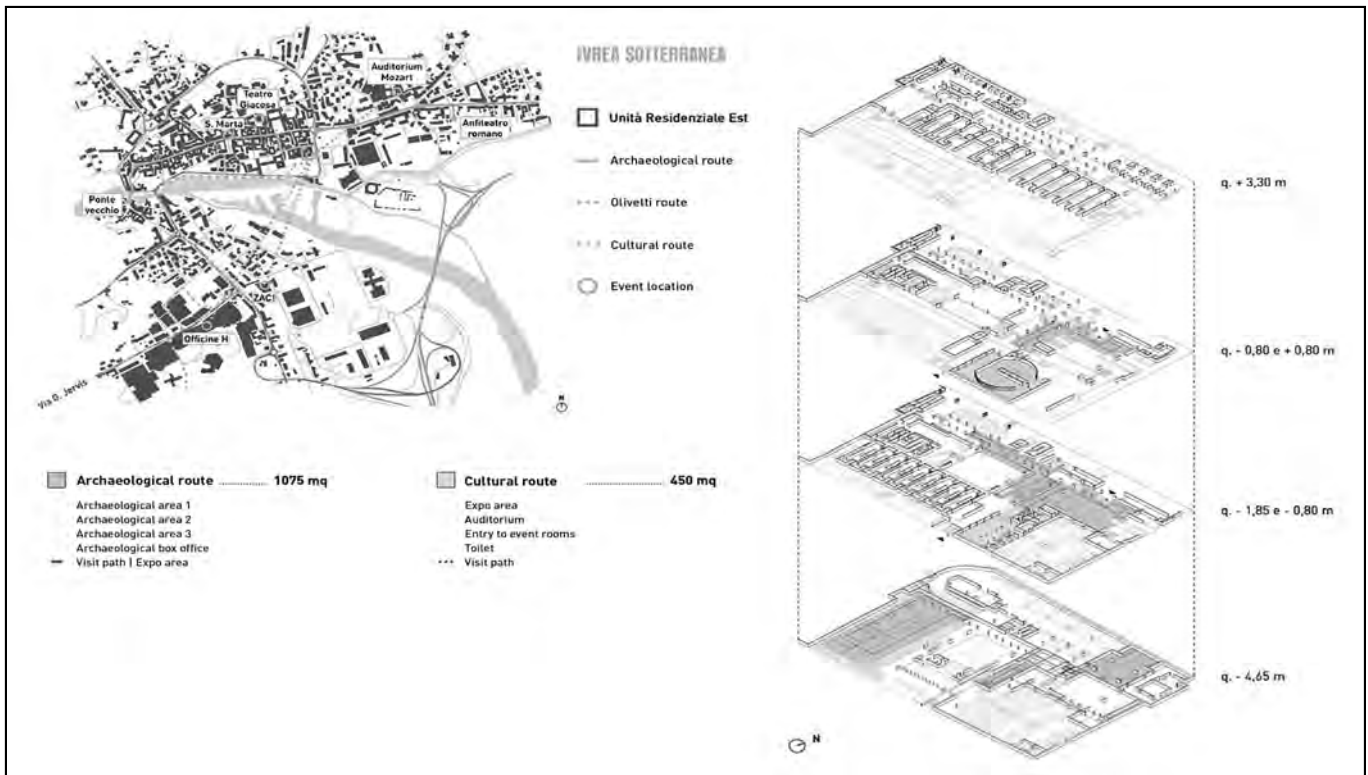 IVREA SOTTERRANEA
Auditorium
Mozart
Teatro
Giacosa
S. Marta
Anfiteatro
romano
Ponte
vecchio
ZAC!
Officine H
Via G. Jervis
N
Unità Residenziale Est
Archaeological route
Olivetti route
Cultural route
Event location
Archaeological route ............ 1075 mq
Archaeological area 1
Archaeological area 2
Archaeological area 3
Archaeological box office
Visit path | Expo area
Cultural route ................ 450 mq
Expo area
Auditorium
Entry to event rooms
Toilet
Visit path
q. + 3,30 m
q. - 0,80 e + 0,80 m
q. - 1,85 e - 0,80 m
q. - 4,65 m
N